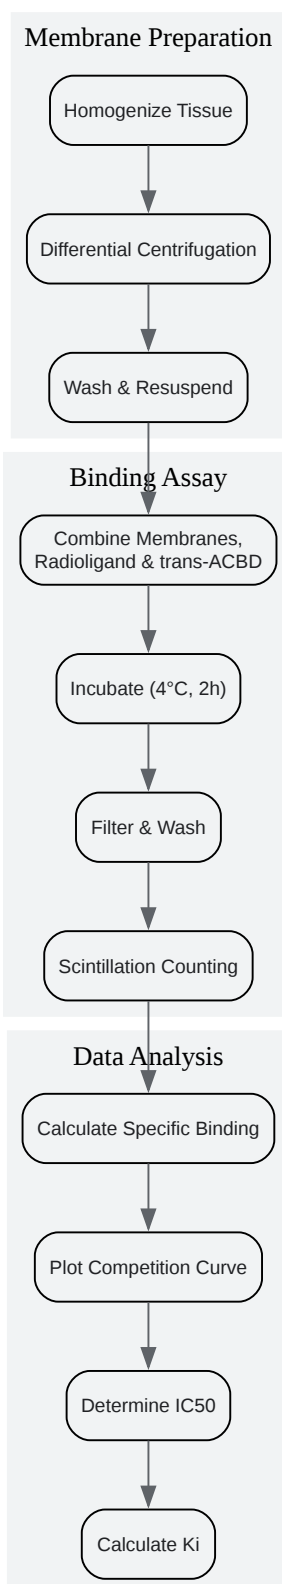 Membrane Preparation
Homogenize Tissue
Differential Centrifugation
Wash & Resuspend
Binding Assay
Combine Membranes,
Radioligand & trans-ACBD
Incubate (4°C, 2h)
Filter & Wash
Scintillation Counting
Data Analysis
Calculate Specific Binding
Plot Competition Curve
Determine IC50
Calculate Ki